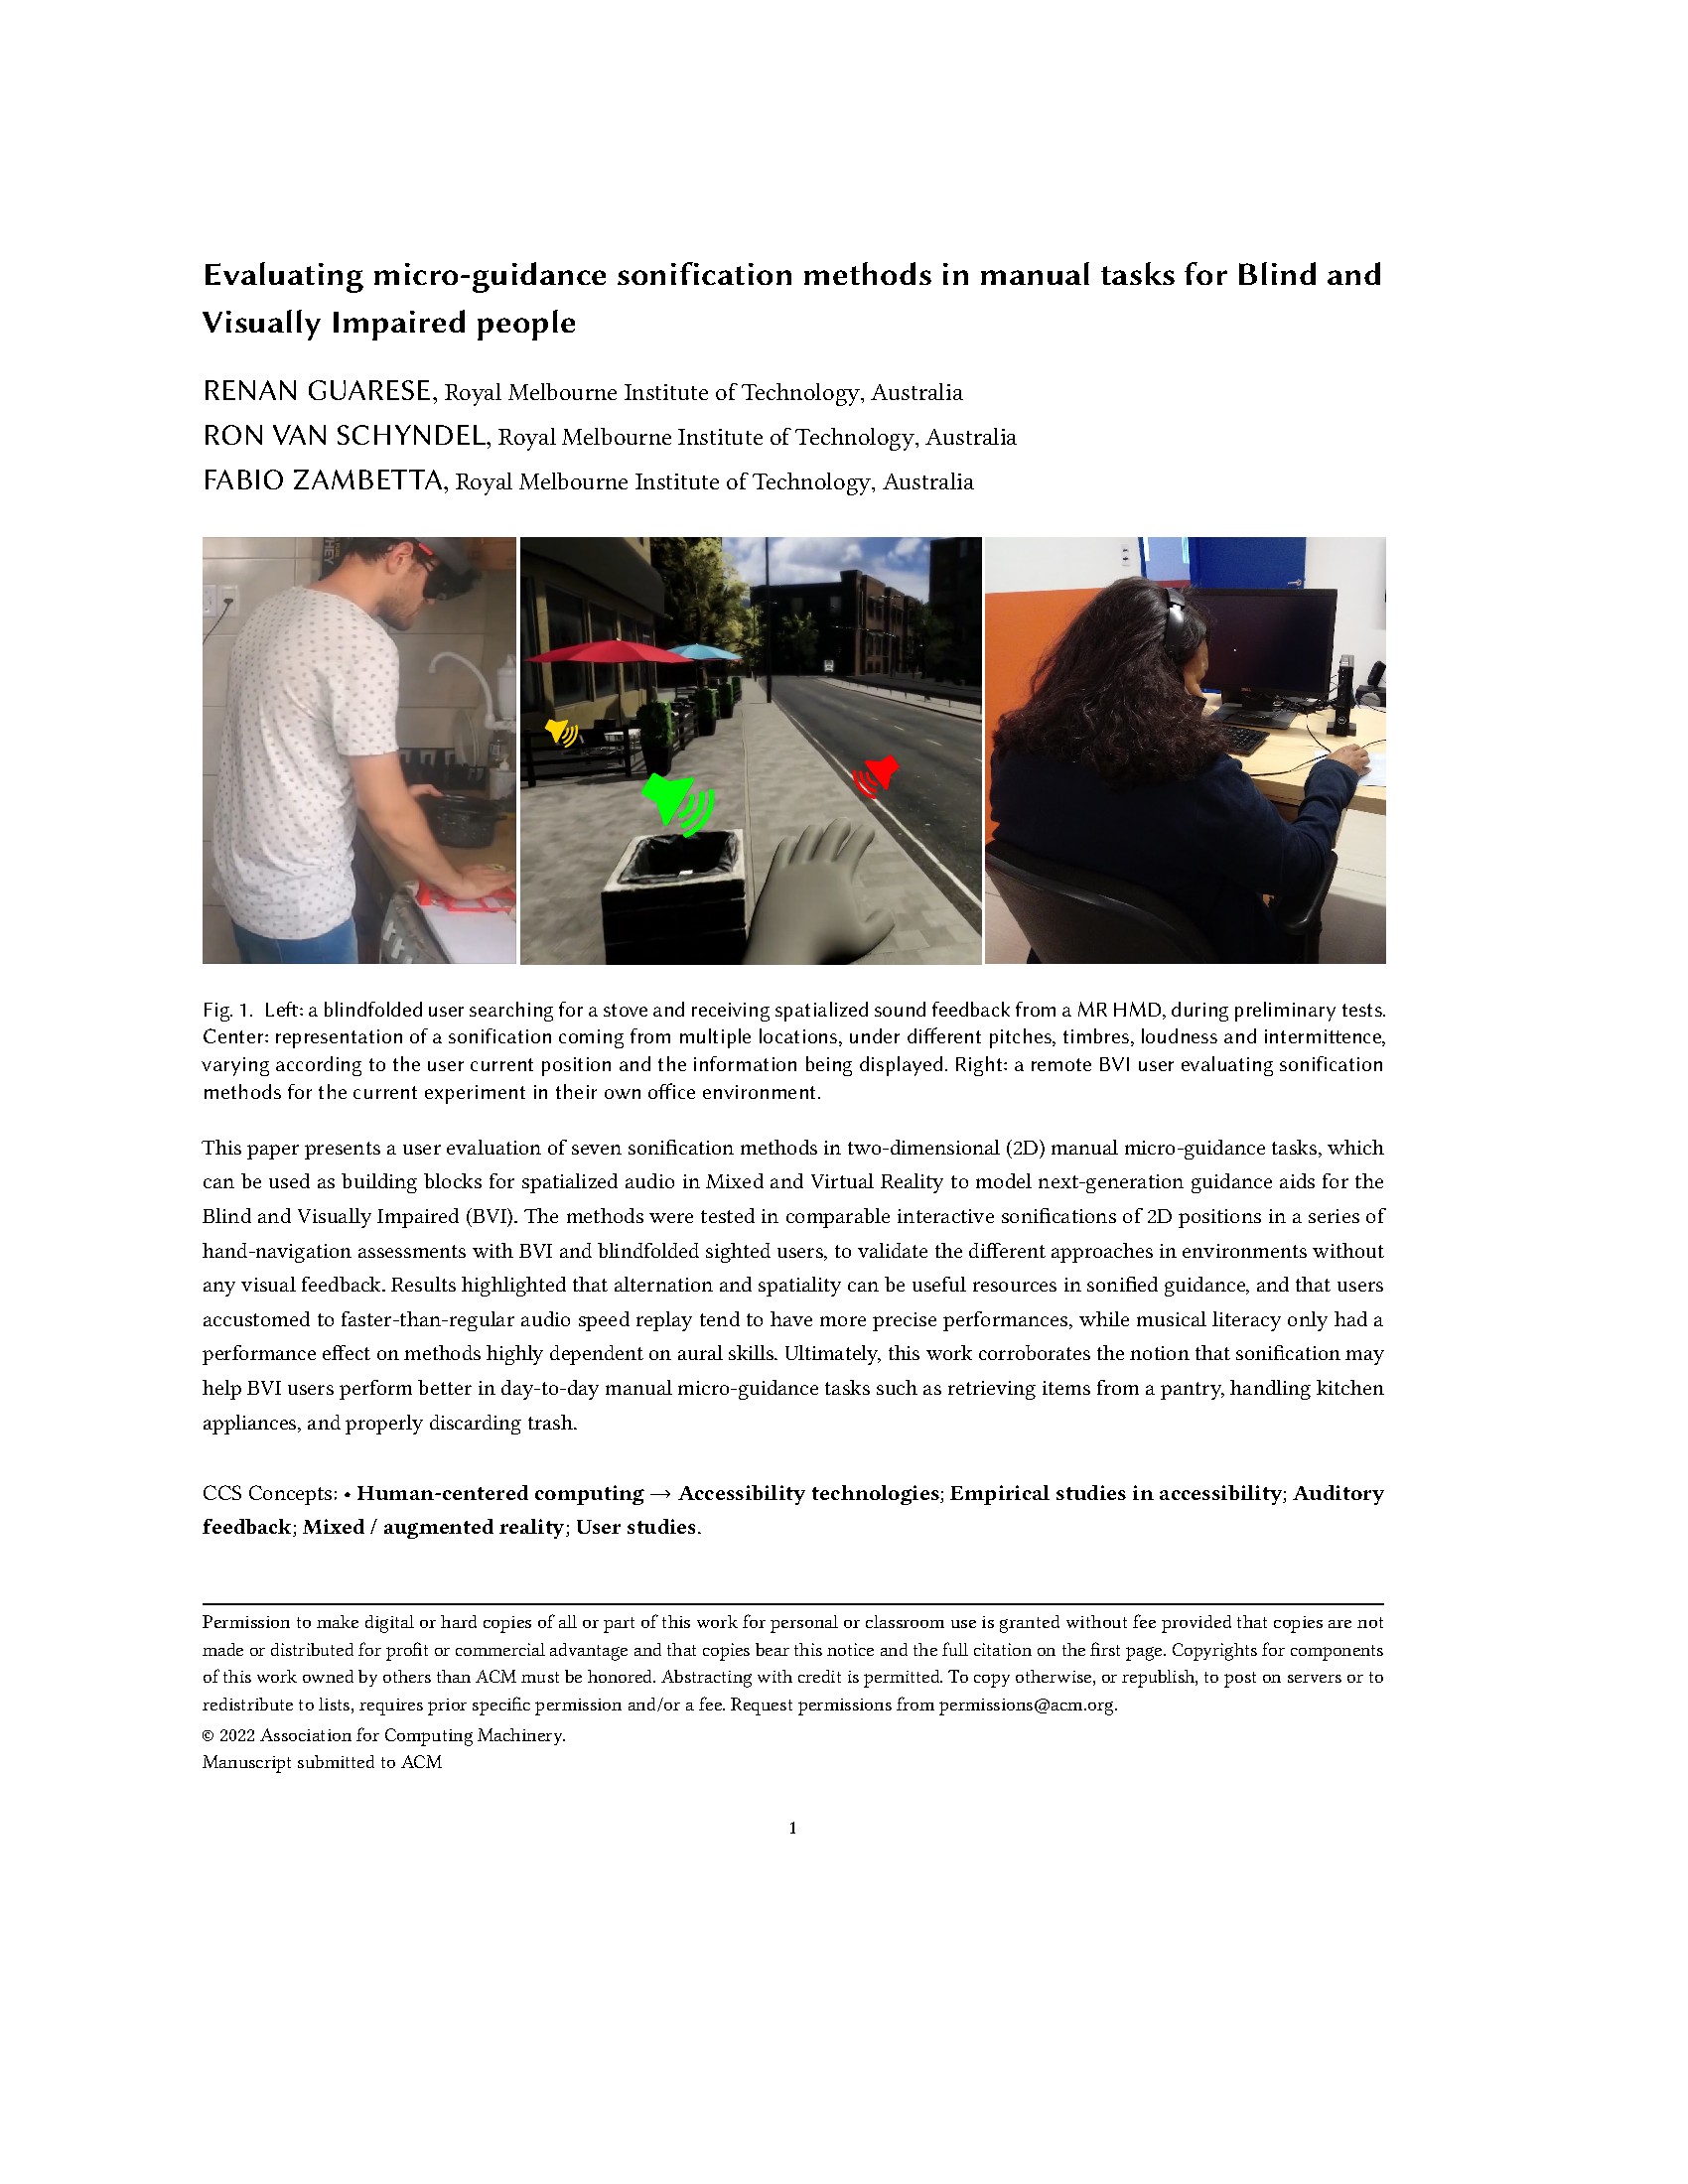 Evaluating micro-guidance sonification methods in manual tasks for Blind and
Visually Impaired people
RENAN GUARESE, Royal Melbourne Institute of Technology, Australia
RON VAN SCHYNDEL, Royal Melbourne Institute of Technology, Australia
FABIO ZAMBETTA, Royal Melbourne Institute of Technology, Australia
Fig. 1. Left: a blindfolded user searching for a stove and receiving spatialized sound feedback from a MR HMD, during preliminary tests.
Center: representation of a sonification coming from multiple locations, under different pitches, timbres, loudness and intermittence,
varying according to the user current position and the information being displayed. Right: a remote BVI user evaluating sonification
methods for the current experiment in their own office environment.
This paper presents a user evaluation of seven sonification methods in two-dimensional (2D) manual micro-guidance tasks, which
can be used as building blocks for spatialized audio in Mixed and Virtual Reality to model next-generation guidance aids for the
Blind and Visually Impaired (BVI). The methods were tested in comparable interactive sonifications of 2D positions in a series of
hand-navigation assessments with BVI and blindfolded sighted users, to validate the different approaches in environments without
any visual feedback. Results highlighted that alternation and spatiality can be useful resources in sonified guidance, and that users
accustomed to faster-than-regular audio speed replay tend to have more precise performances, while musical literacy only had a
performance effect on methods highly dependent on aural skills. Ultimately, this work corroborates the notion that sonification may
help BVI users perform better in day-to-day manual micro-guidance tasks such as retrieving items from a pantry, handling kitchen
appliances, and properly discarding trash.
CCS Concepts: • Human-centered computing → Accessibility technologies; Empirical studies in accessibility; Auditory
feedback; Mixed / augmented reality; User studies.
Permission to make digital or hard copies of all or part of this work for personal or classroom use is granted without fee provided that copies are not
made or distributed for profit or commercial advantage and that copies bear this notice and the full citation on the first page. Copyrights for components
of this work owned by others than ACM must be honored. Abstracting with credit is permitted. To copy otherwise, or republish, to post on servers or to
redistribute to lists, requires prior specific permission and/or a fee. Request permissions from permissions@acm.org.
© 2022 Association for Computing Machinery.
Manuscript submitted to ACM
1